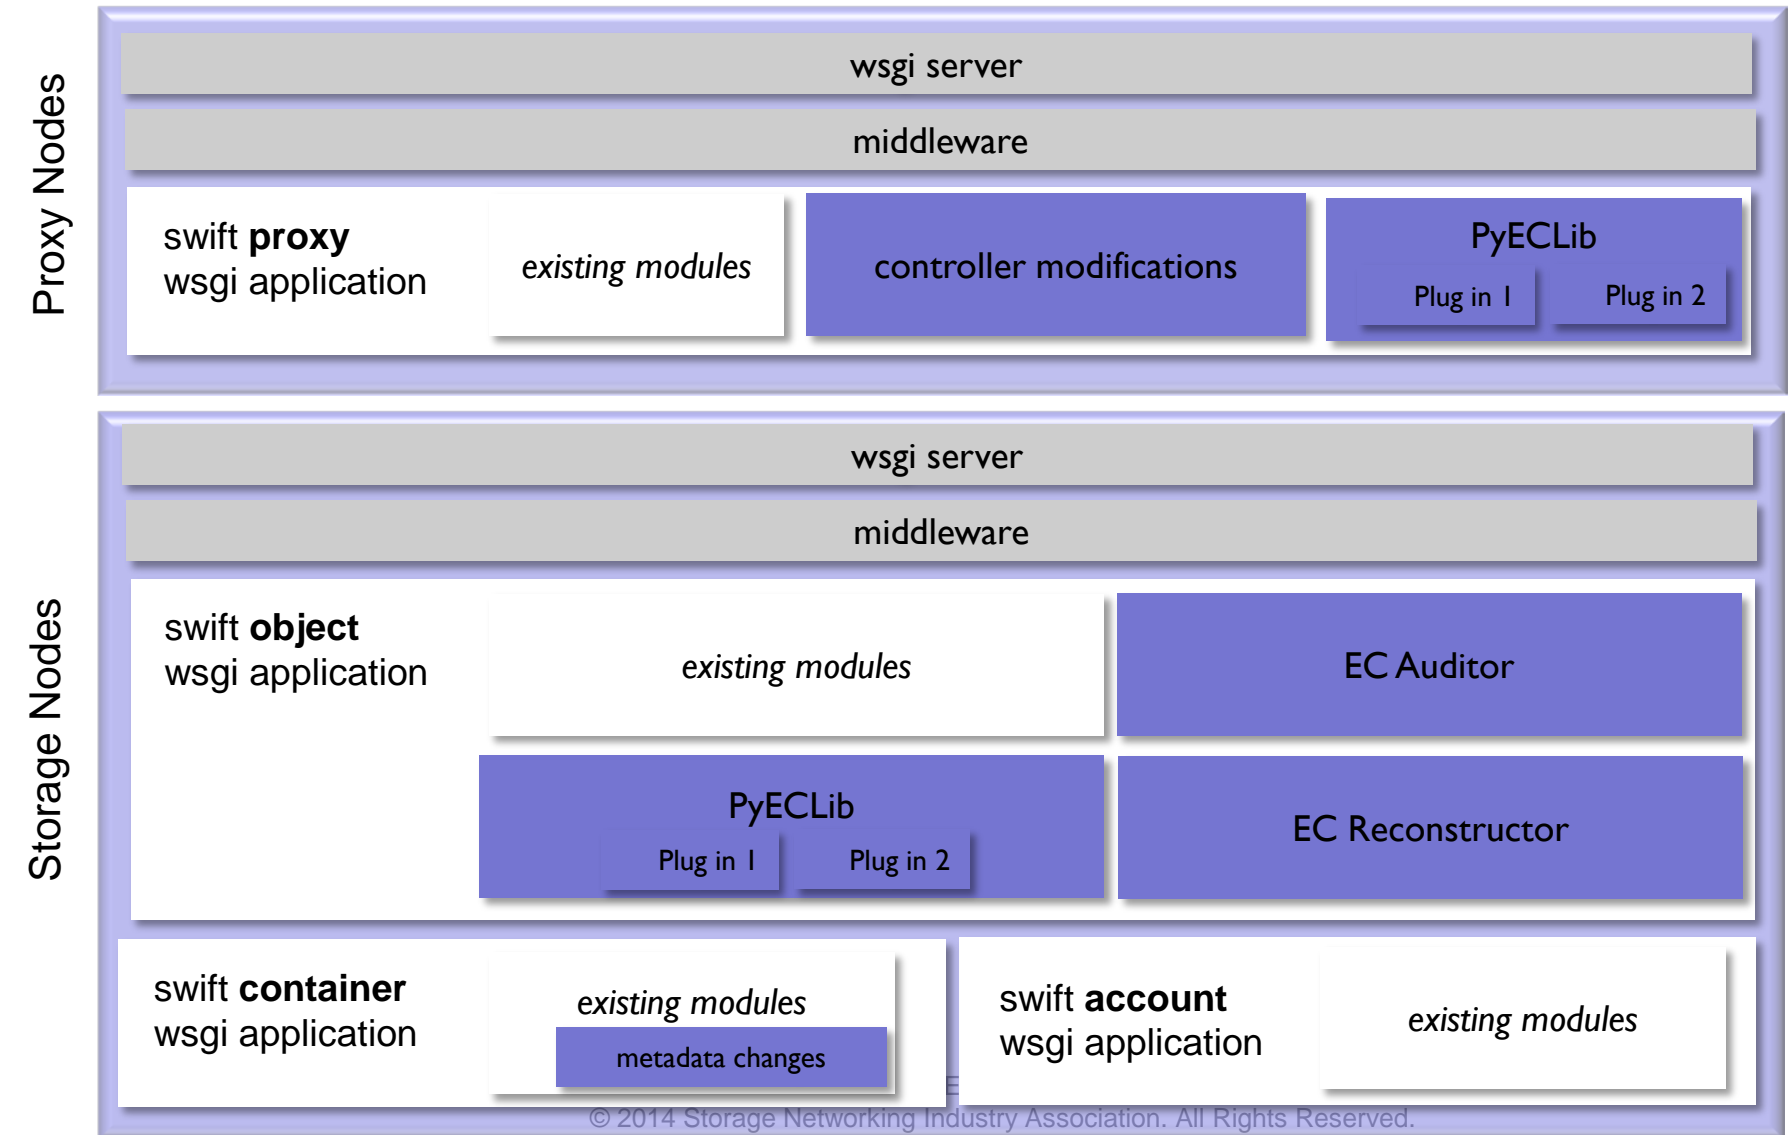 Proxy Nodes
wsgi server
middleware
swift proxy
wsgi application
existing modules
controller modifications
PyECLib
Plug in 1
Plug in 2
Storage Nodes
wsgi server
middleware
swift object
wsgi application
existing modules
EC Auditor
PyECLib
Plug in 1
Plug in 2
EC Reconstructor
swift container
wsgi application
existing modules
metadata changes
swift account
wsgi application
existing modules
© 2014 Storage Networking Industry Association. All Rights Reserved.